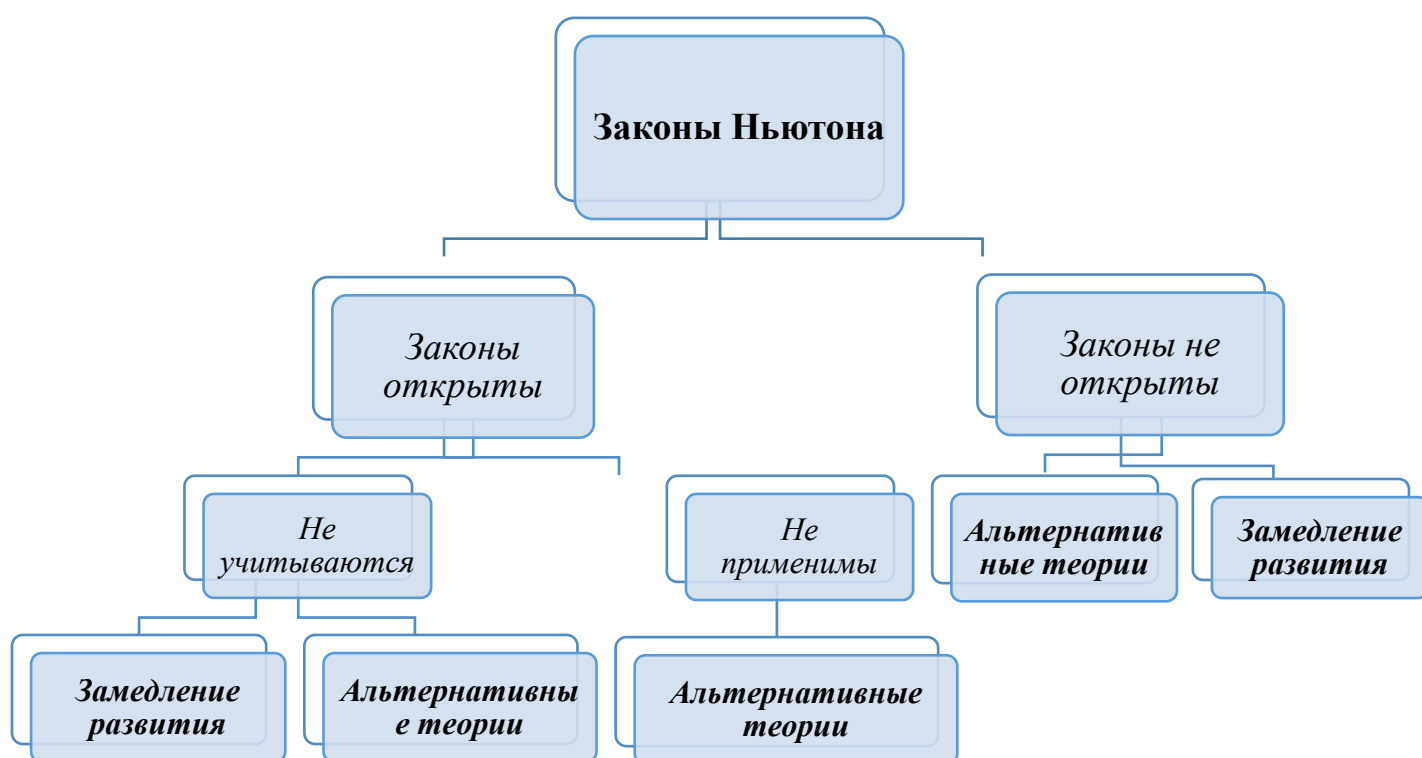 Законы Ньютона
Законы
открыты
Законы не
открыты
Не
учитываются
Не
применимы
Альтернатив
ные теории
Замедление
развития
Замедление
развития
Альтернативны
е теории
Альтернативные
теории